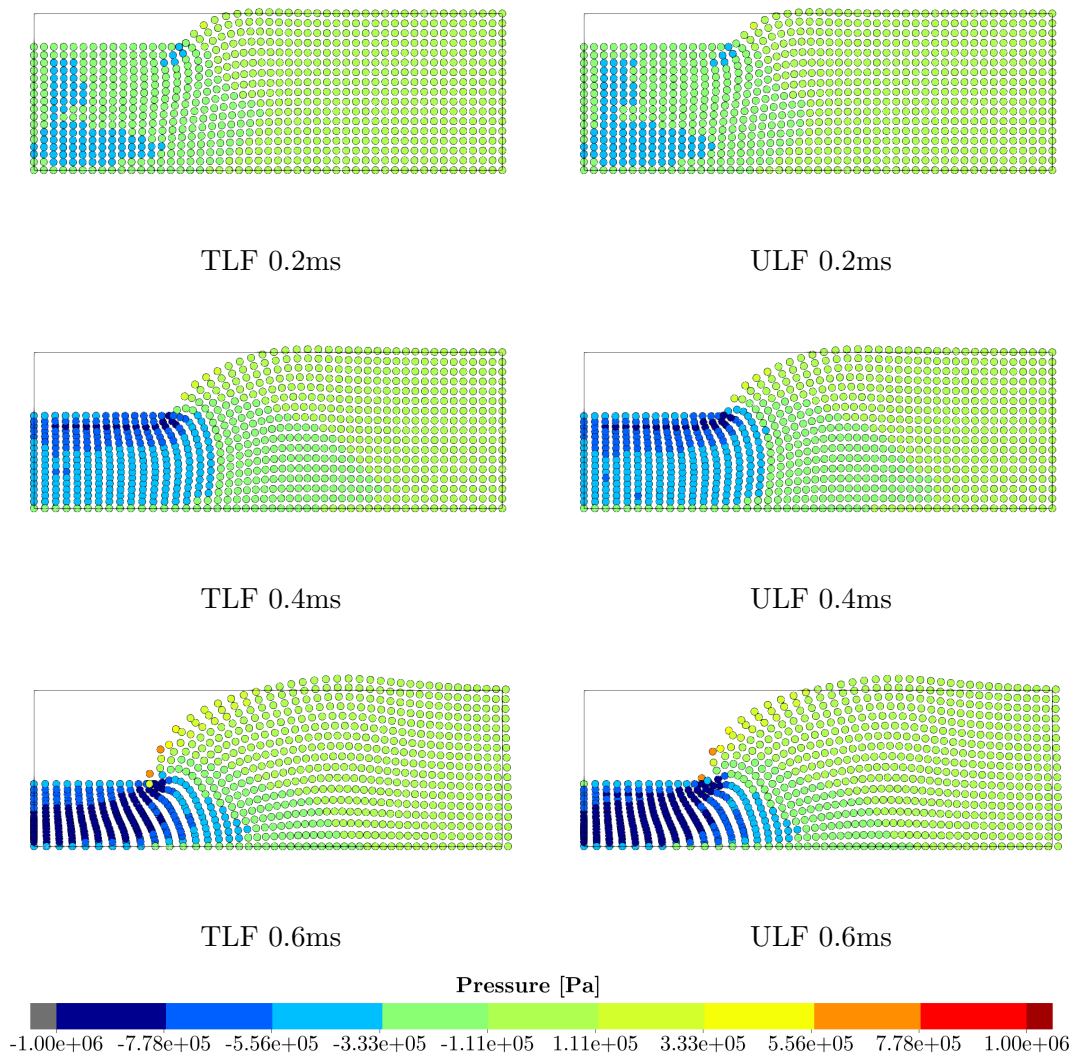 TLF 0.2ms ULF 0.2ms
TLF 0.4ms ULF 0.4ms
TLF 0.6ms ULF 0.6ms
Pressure [Pa]
-1.00e+06 -7.78e+05 -5.56e+05 -3.33e+05 -1.11e+05 1.11e+05 3.33e+05 5.56e+05 7.78e+05 1.00e+06